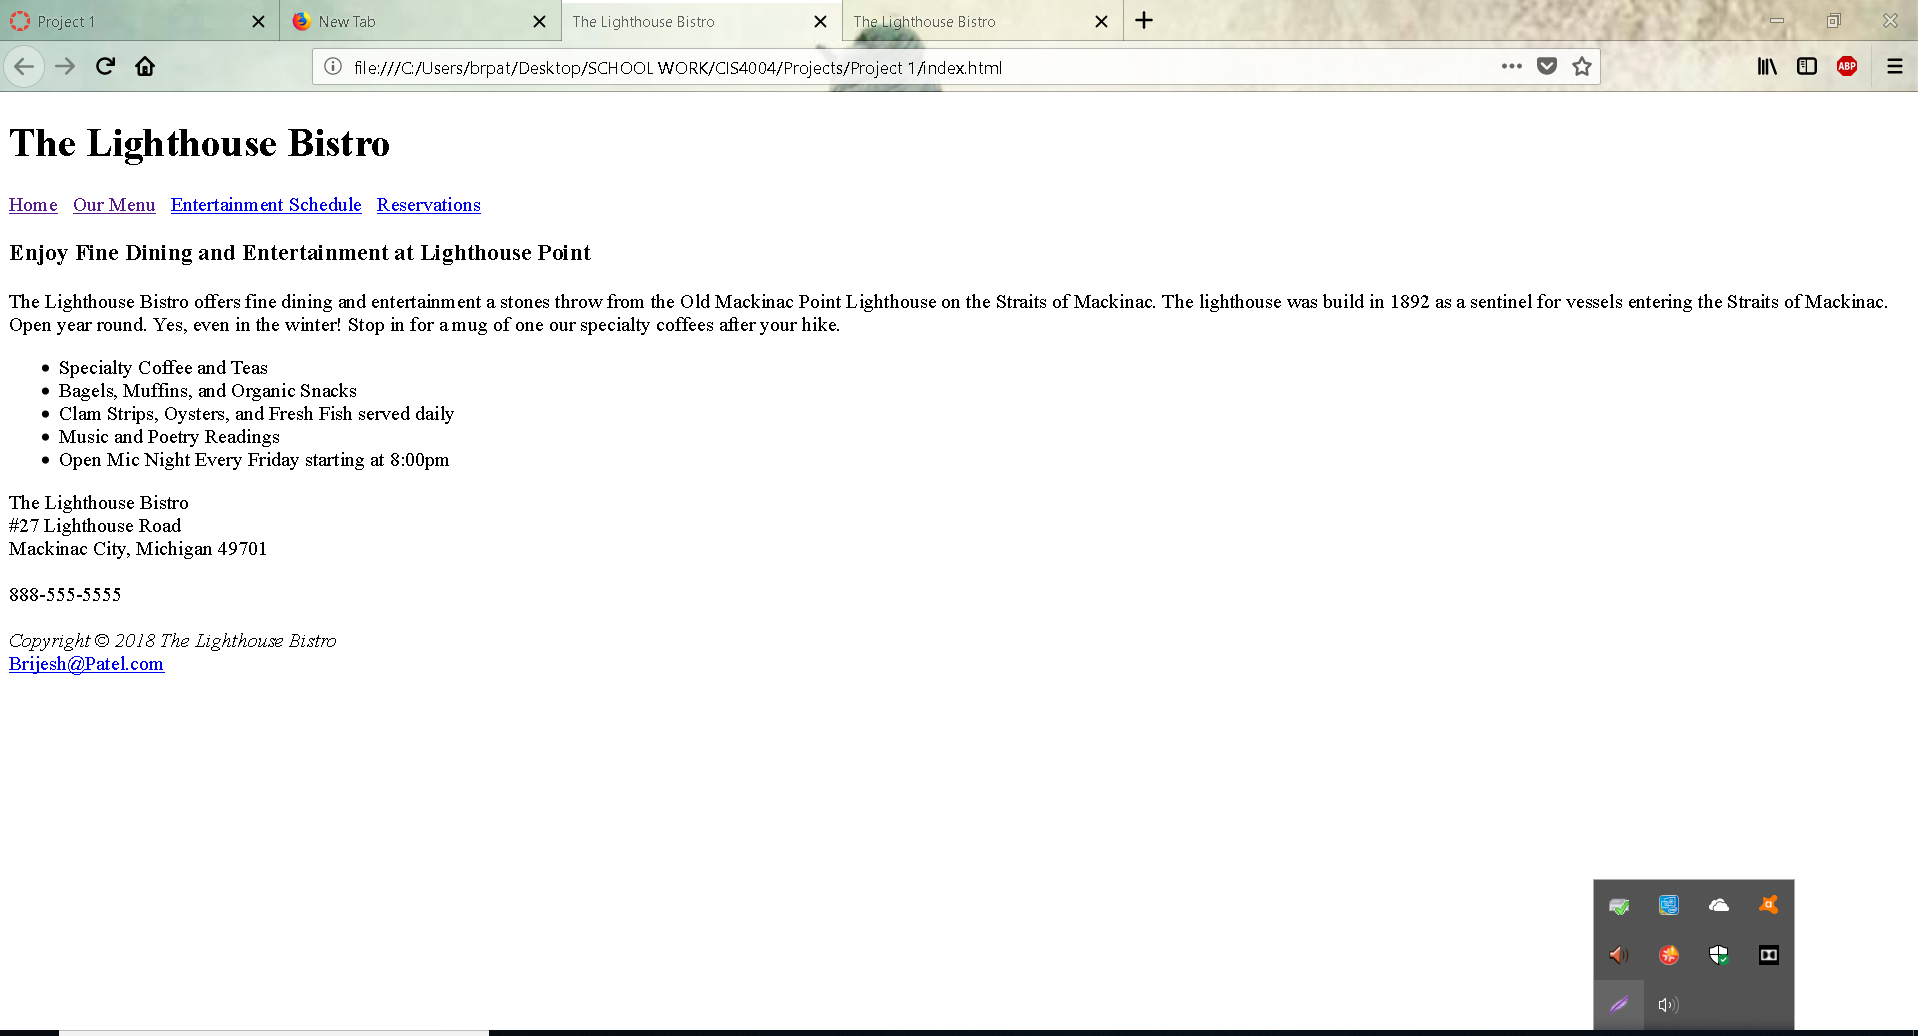 Project 1
New Tab
The Lighthouse Bistro
The Lighthouse Bistro
file:///C:/Users/brpat/Desktop/SCHOOL WORK/CIS4004/Projects/Project 1/index.html
ABP
The Lighthouse Bistro
Home Our Menu Entertainment Schedule Reservations
Enjoy Fine Dining and Entertainment at Lighthouse Point
The Lighthouse Bistro offers fine dining and entertainment a stones throw from the Old Mackinac Point Lighthouse on the Straits of Mackinac. The lighthouse was build in 1892 as a sentinel for vessels entering the Straits of Mackinac.
Open year round. Yes, even in the winter! Stop in for a mug of one our specialty coffees after your hike.
• Specialty Coffee and Teas
• Bagels, Muffins, and Organic Snacks
• Clam Strips, Oysters, and Fresh Fish served daily
• Music and Poetry Readings
• Open Mic Night Every Friday starting at 8:00pm
The Lighthouse Bistro
#27 Lighthouse Road
Mackinac City, Michigan 49701
888-555-5555
Copyright © 2018 The Lighthouse Bistro
Brijesh@Patel.com